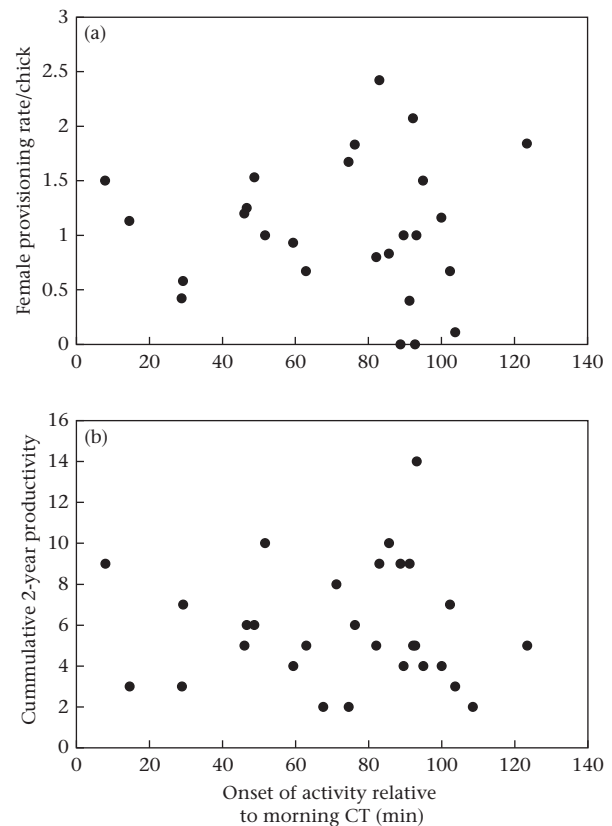 (a)
Female provisioning rate/chick
3
2.5
2
1.5
1
0.5
0
0 20 40 60 80 100 120 140
(b)
Cummulative 2-year productivity
16
14
12
10
8
6
4
2
0
0 20 40 60 80 100 120 140
Onset of activity relative
to morning CT (min)